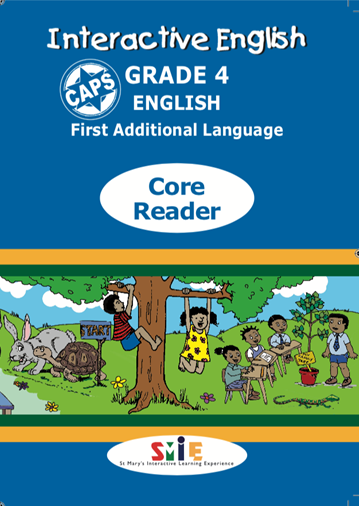 Interactive English
CAPS
GRADE 4
ENGLISH
First Additional Language
Core
Reader
START
SMIE
St Mary's Interactive Learning Experience